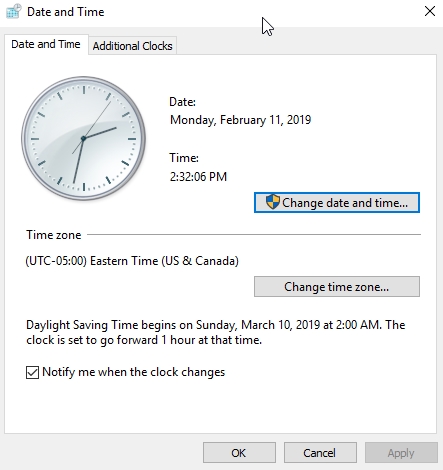 Date and Time
Date and Time
Additional Clocks
Date:
Monday, February 11, 2019
Time:
2:32:06 PM
Change date and time...
Time zone
(UTC-05:00) Eastern Time (US & Canada)
Change time zone...
Daylight Saving Time begins on Sunday, March 10, 2019 at 2:00 AM. The
clock is set to go forward 1 hour at that time.
Notify me when the clock changes
OK
Cancel
Apply